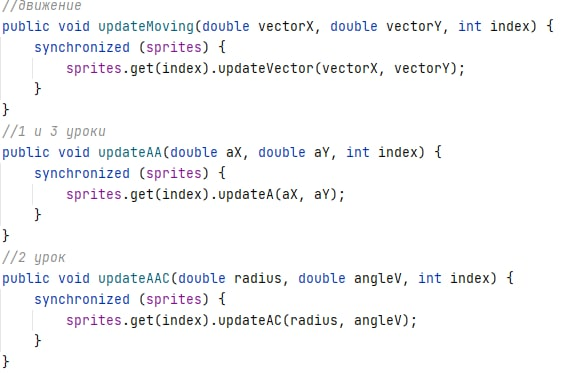 //движение
public void updateMoving(double vectorX, double vectorY, int index) {
    synchronized (sprites) {
        sprites.get(index).updateVector(vectorX, vectorY);
    }
}
//1 и 3 уроки
public void updateAA(double aX, double aY, int index) {
    synchronized (sprites) {
        sprites.get(index).updateA(aX, aY);
    }
}
//2 урок
public void updateAAC(double radius, double angleV, int index) {
    synchronized (sprites) {
        sprites.get(index).updateAC(radius, angleV);
    }
}